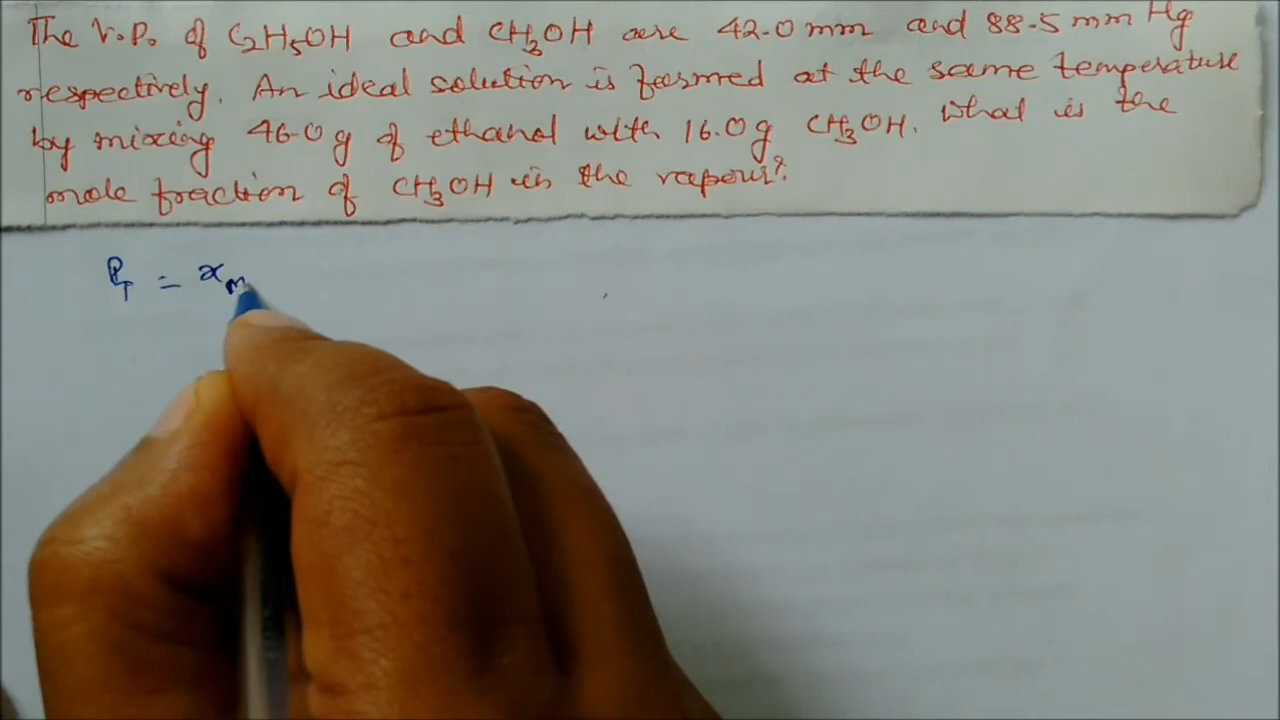 The V.P. of C2H5OH and CH3OH are 42.0 mm and 88.5 mm Hg
respectively. An ideal solution is formed at the same temperature
by mixing 46.0 g of ethanol with 16.0 g CH3OH. What is the
mole fraction of CH3OH in the vapour?
PT = xm